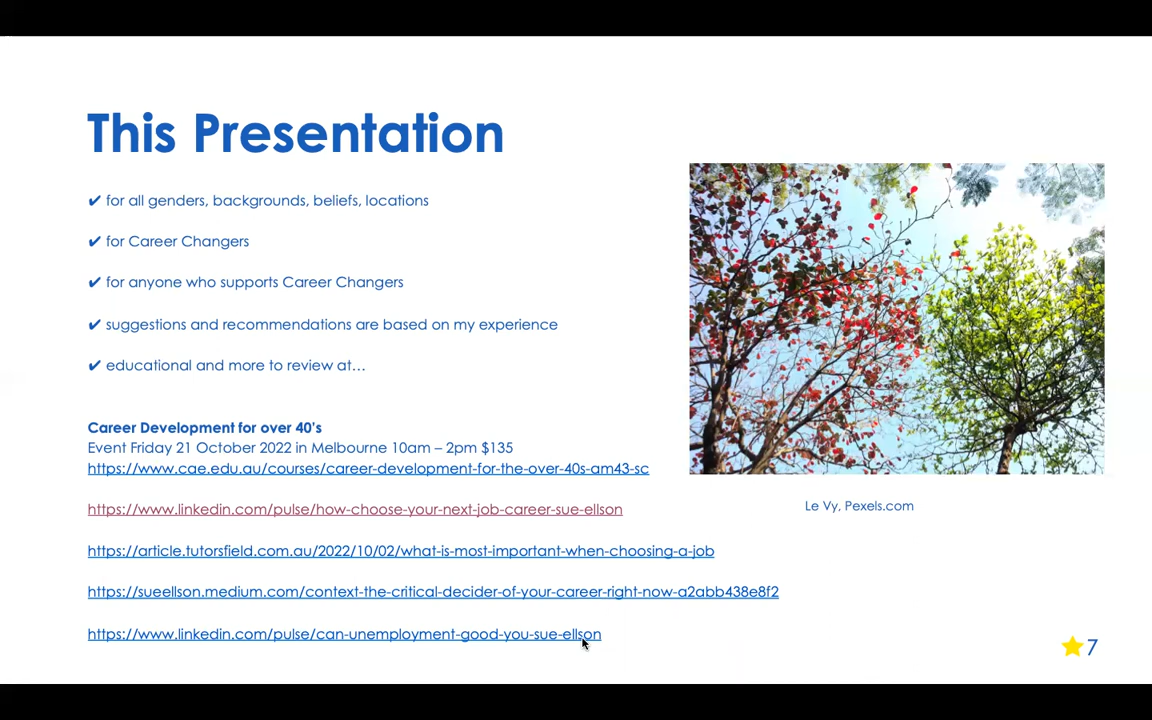 This Presentation
✔ for all genders, backgrounds, beliefs, locations
✔ for Career Changers
✔ for anyone who supports Career Changers
✔ suggestions and recommendations are based on my experience
✔ educational and more to review at…
Career Development for over 40's
Event Friday 21 October 2022 in Melbourne 10am – 2pm $135
https://www.cae.edu.au/courses/career-development-for-the-over-40s-am43-sc
https://www.linkedin.com/pulse/how-choose-your-next-job-career-sue-ellson
https://article.tutorsfield.com.au/2022/10/02/what-is-most-important-when-choosing-a-job
https://sueellson.medium.com/context-the-critical-decider-of-your-career-right-now-a2abb438e8f2
https://www.linkedin.com/pulse/can-unemployment-good-you-sue-ellson
Le Vy, Pexels.com
7